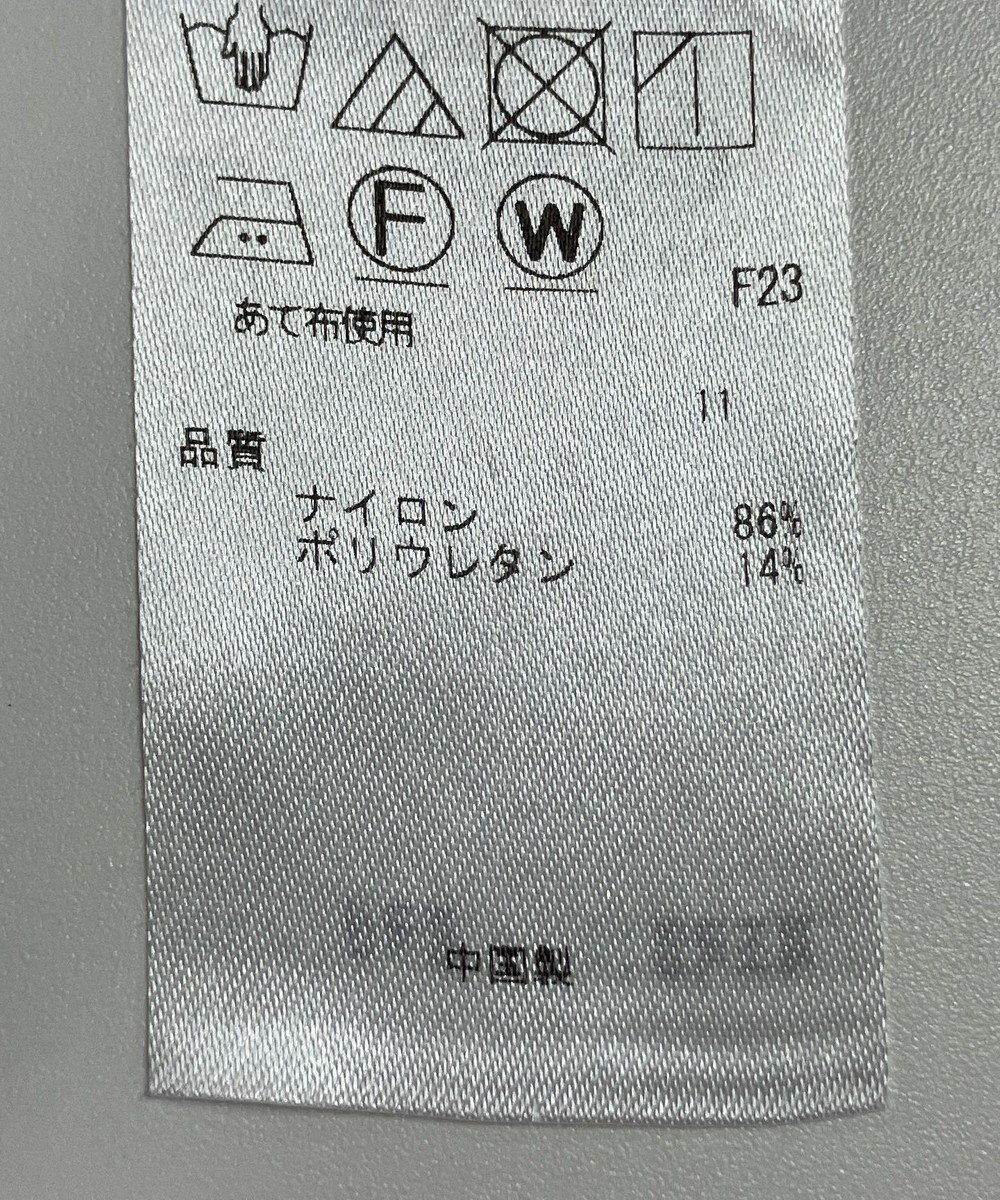 F W
F23
あて布使用
11
品質
ナイロン 86%
ポリウレタン 14%
中国製